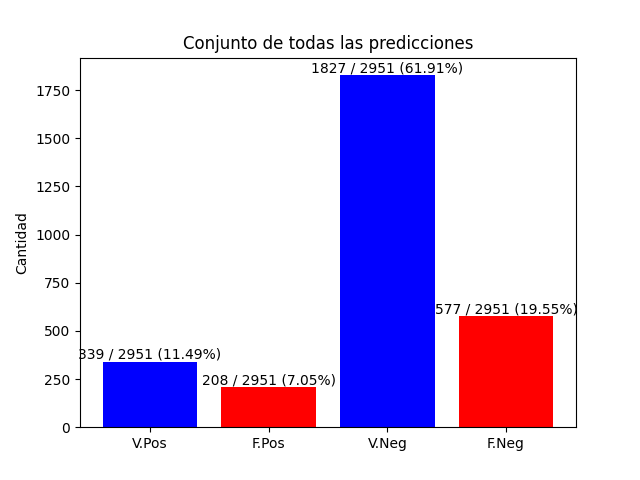 Conjunto de todas las predicciones
1827 / 2951 (61.91%)
1750
1500
1250
1000
750
500
250
0
Cantidad
577 / 2951 (19.55%)
339 / 2951 (11.49%)
208 / 2951 (7.05%)
V.Pos
F.Pos
V.Neg
F.Neg